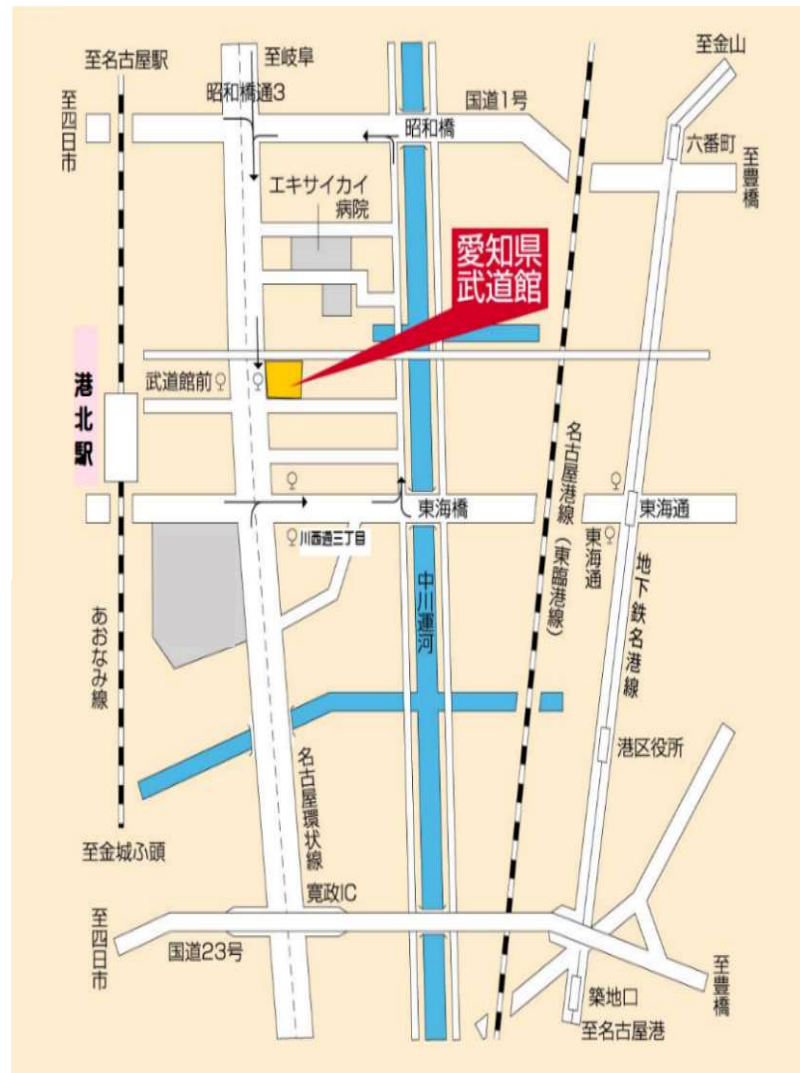 至金山
至岐阜
至名古屋駅
昭和橋通3
国道1号
至四日市
昭和橋
六番町
至豊橋
エキサイカイ
病院
愛知県
武道館
武道館前
港北駅
名古屋港線（東臨港線）
東海橋
東海通
東海通
川西通三丁目
地下鉄名港線
中川運河
あおなみ線
港区役所
名古屋環状線
至金城ふ頭
寛政IC
至四日市
国道23号
至豊橋
築地口
至名古屋港